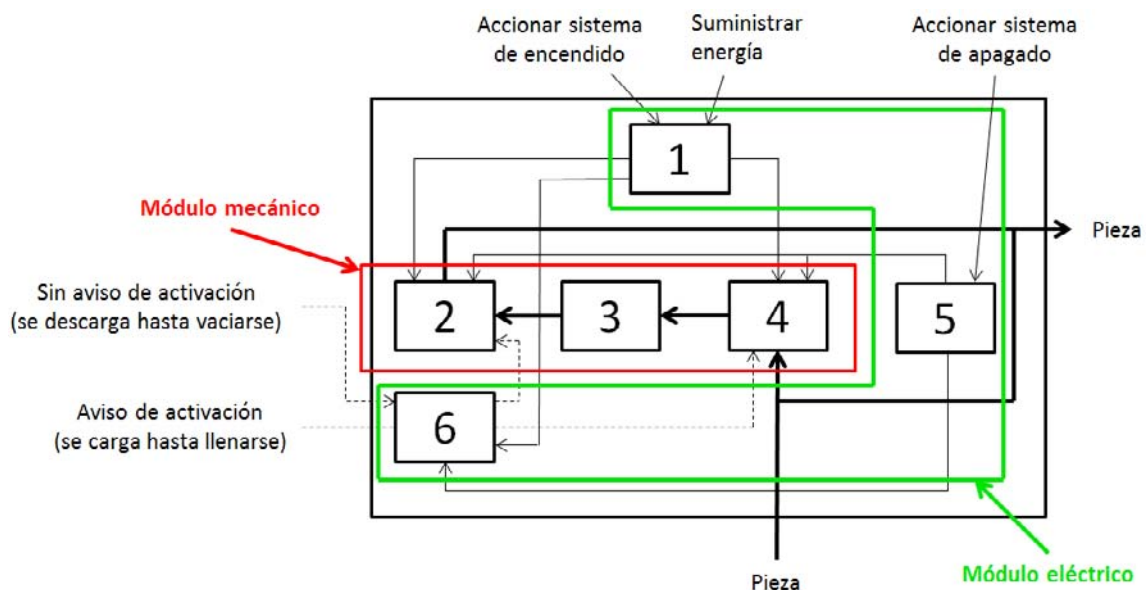 Accionar sistema
de encendido
Suministrar
energía
Accionar sistema
de apagado
1
Módulo mecánico
Pieza
Sin aviso de activación
(se descarga hasta vaciarse)
2
3
4
5
Aviso de activación
(se carga hasta llenarse)
6
Módulo eléctrico
Pieza